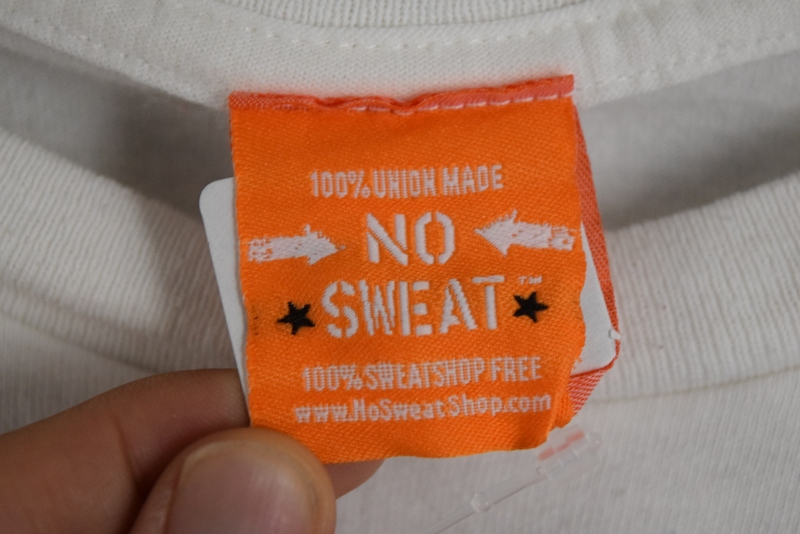 100% UNION MADE
NO
SWEAT™
100% SWEATSHOP FREE
www.NoSweatShop.com